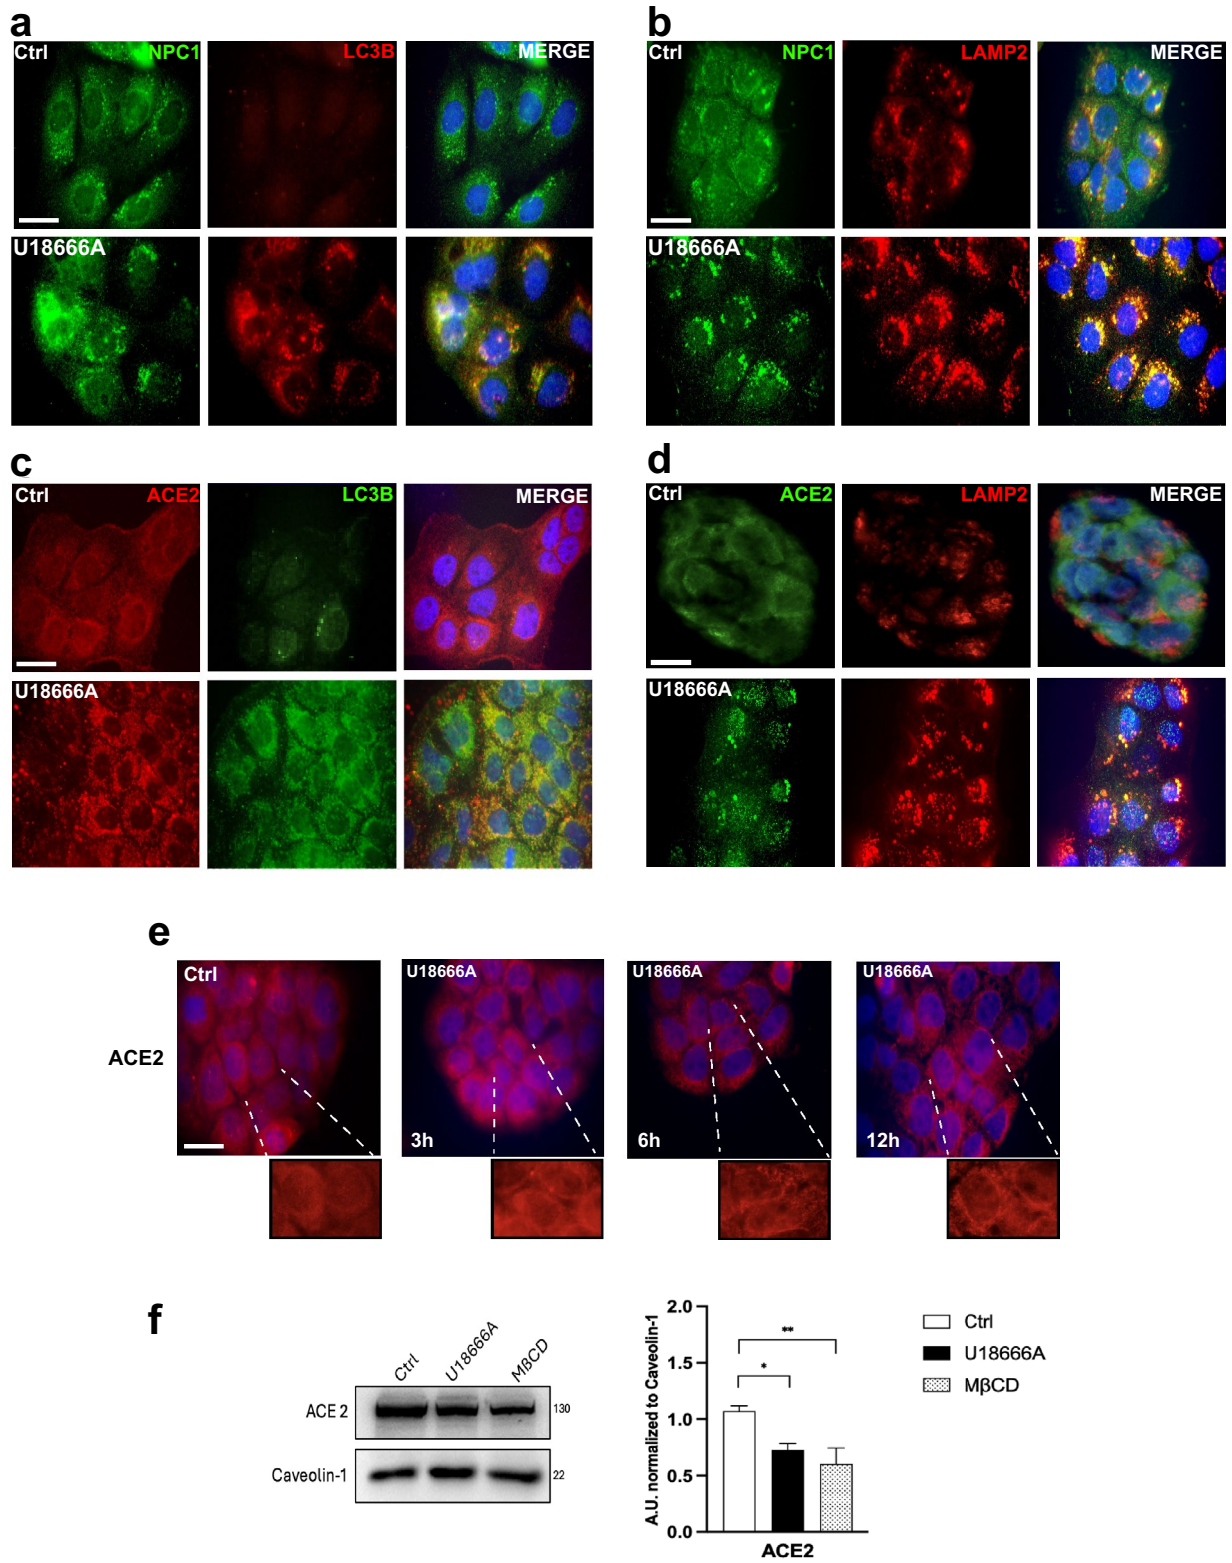 a
Ctrl NPC1 LC3B MERGE
U18666A
b
Ctrl NPC1 LAMP2 MERGE
U18666A
c
Ctrl ACE2 LC3B MERGE
U18666A
d
Ctrl ACE2 LAMP2 MERGE
U18666A
e
ACE2
Ctrl
U18666A
3h
U18666A
6h
U18666A
12h
f
Ctrl U18666A MβCD
ACE 2 130
Caveolin-1 22
A.U. normalized to Caveolin-1
2.0
1.5
1.0
0.5
0.0
**
*
ACE2
Ctrl
U18666A
MβCD